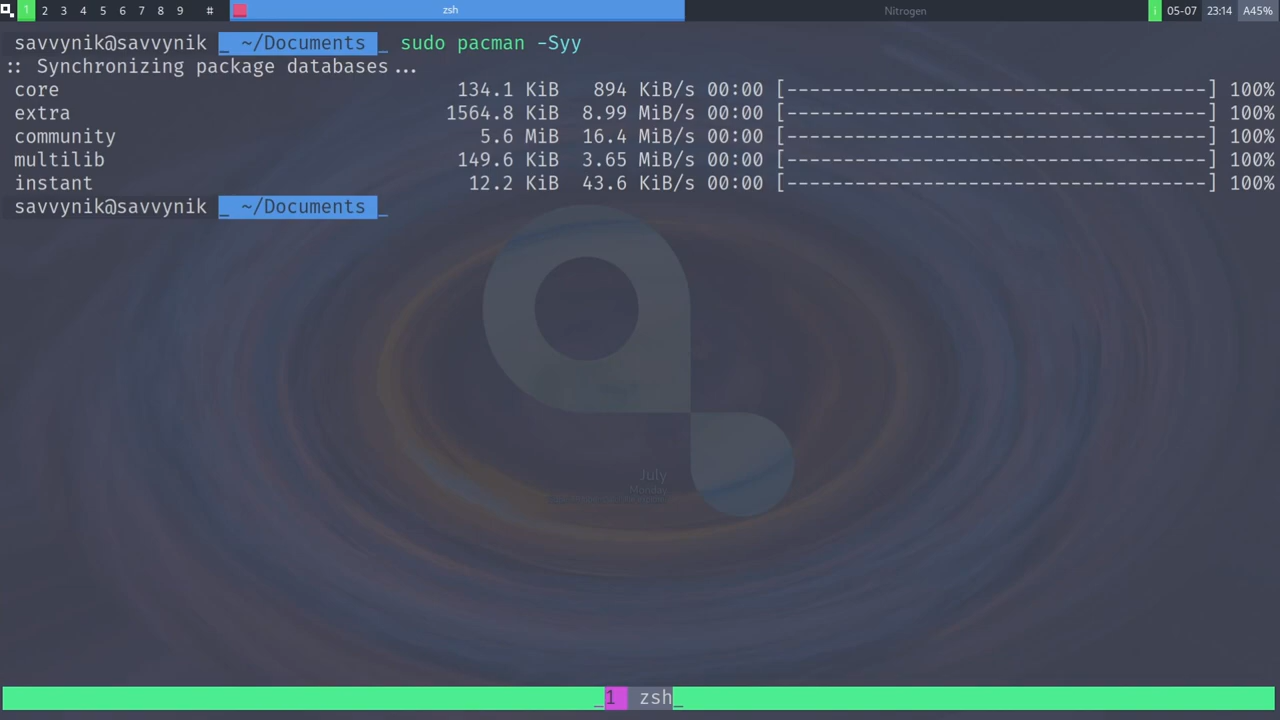 1 2 3 4 5 6 7 8 9 # zsh Nitrogen i 05-07 23:14 A45%
savvynik@savvynik _ ~/Documents _ sudo pacman -Syy
:: Synchronizing package databases...
core 134.1 KiB 894 KiB/s 00:00 [-------------------------------------] 100%
extra 1564.8 KiB 8.99 MiB/s 00:00 [-------------------------------------] 100%
community 5.6 MiB 16.4 MiB/s 00:00 [-------------------------------------] 100%
multilib 149.6 KiB 3.65 MiB/s 00:00 [-------------------------------------] 100%
instant 12.2 KiB 43.6 KiB/s 00:00 [-------------------------------------] 100%
savvynik@savvynik _ ~/Documents _
July
Monday
_1 zsh_